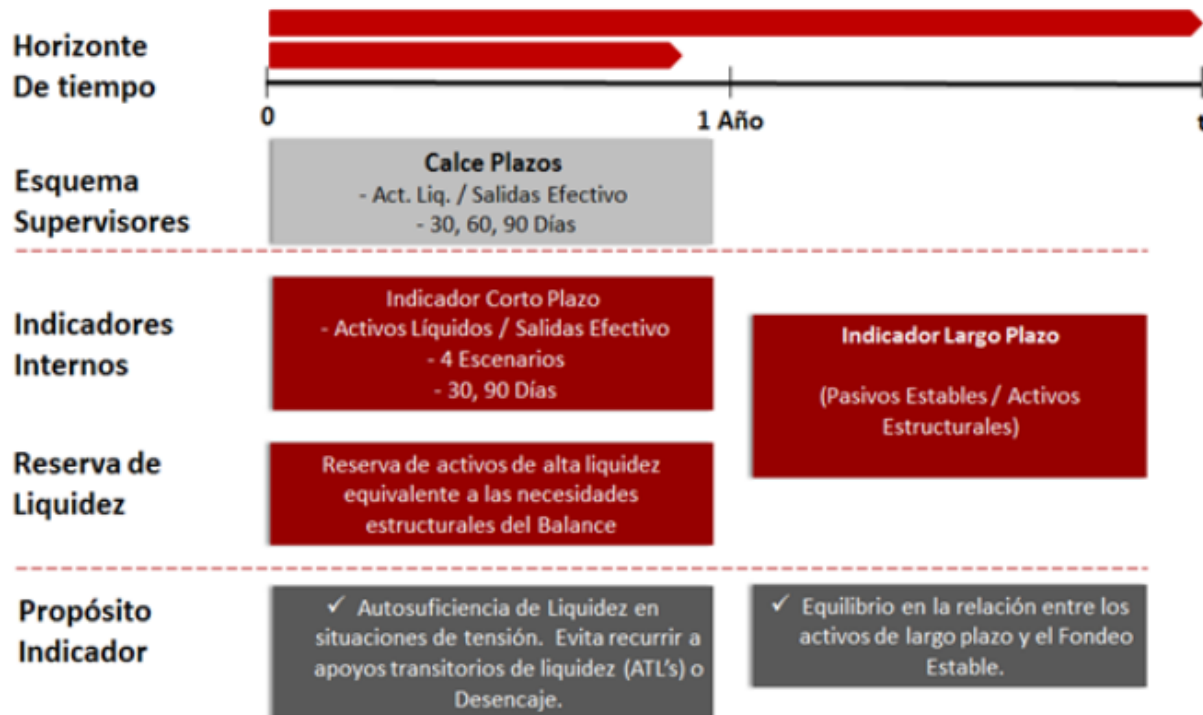 Horizonte
De tiempo
0
1 Año
t
Esquema
Supervisores
Calce Plazos
- Act. Liq. / Salidas Efectivo
- 30, 60, 90 Días
Indicadores
Internos
Indicador Corto Plazo
- Activos Líquidos / Salidas Efectivo
- 4 Escenarios
- 30, 90 Días
Indicador Largo Plazo
(Pasivos Estables / Activos
Estructurales)
Reserva de
Liquidez
Reserva de activos de alta liquidez
equivalente a las necesidades
estructurales del Balance
Propósito
Indicador
✓ Autosuficiencia de Liquidez en
situaciones de tensión. Evita recurrir a
apoyos transitorios de liquidez (ATL's) o
Desencaje.
✓ Equilibrio en la relación entre los
activos de largo plazo y el Fondeo
Estable.